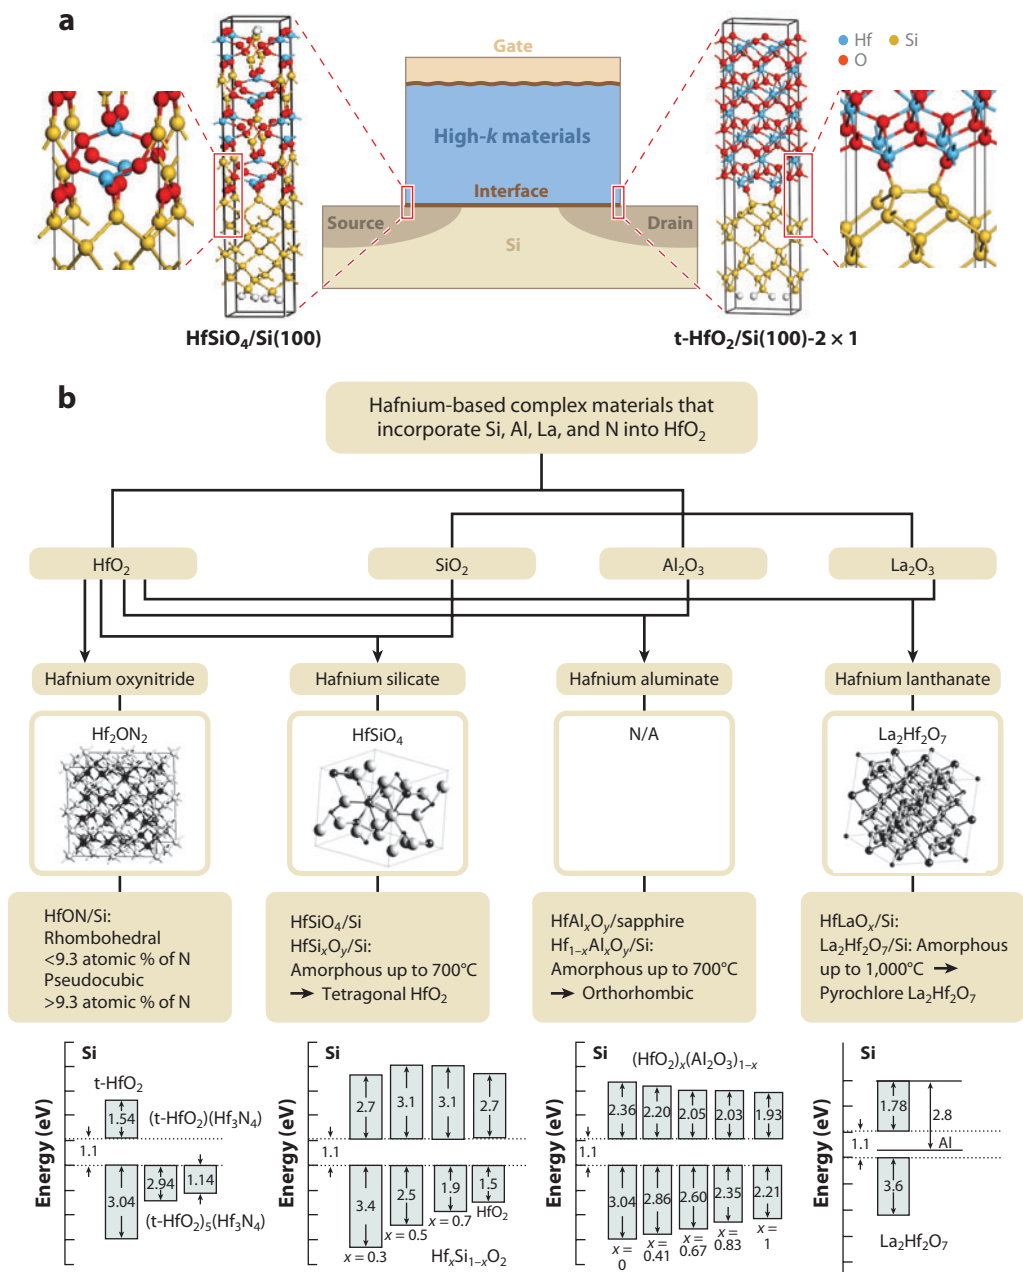 a
Gate
Hf
Si
O
High-k materials
Interface
Source
Drain
Si
HfSiO₄/Si(100)
t-HfO₂/Si(100)-2 × 1
b
Hafnium-based complex materials that
incorporate Si, Al, La, and N into HfO₂
HfO₂
SiO₂
Al₂O₃
La₂O₃
Hafnium oxynitride
Hafnium silicate
Hafnium aluminate
Hafnium lanthanate
Hf₂ON₂
HfSiO₄
N/A
La₂Hf₂O₇
HfON/Si:
Rhombohedral
<9.3 atomic % of N
Pseudocubic
>9.3 atomic % of N
HfSiO₄/Si
HfSiₓOᵧ/Si:
Amorphous up to 700°C
→ Tetragonal HfO₂
HfAlₓOᵧ/sapphire
Hf₁₋ₓAlₓOᵧ/Si:
Amorphous up to 700°C
→ Orthorhombic
HfLaOₓ/Si:
La₂Hf₂O₇/Si: Amorphous
up to 1,000°C →
Pyrochlore La₂Hf₂O₇
Energy (eV)
Si
t-HfO₂
1.54
(t-HfO₂)(Hf₃N₄)
1.1
3.04
2.94
1.14
(t-HfO₂)₅(Hf₃N₄)
Energy (eV)
Si
2.7
3.1
3.1
2.7
1.1
3.4
2.5
1.9
1.5
HfO₂
x = 0.7
x = 0.5
x = 0.3
HfₓSi₁₋ₓO₂
Energy (eV)
Si
(HfO₂)ₓ(Al₂O₃)₁₋ₓ
2.36
2.20
2.05
2.03
1.93
1.1
3.04
2.86
2.60
2.35
2.21
x = 0
x = 0.41
x = 0.67
x = 0.83
x = 1
Energy (eV)
Si
1.78
2.8
1.1
Al
3.6
La₂Hf₂O₇